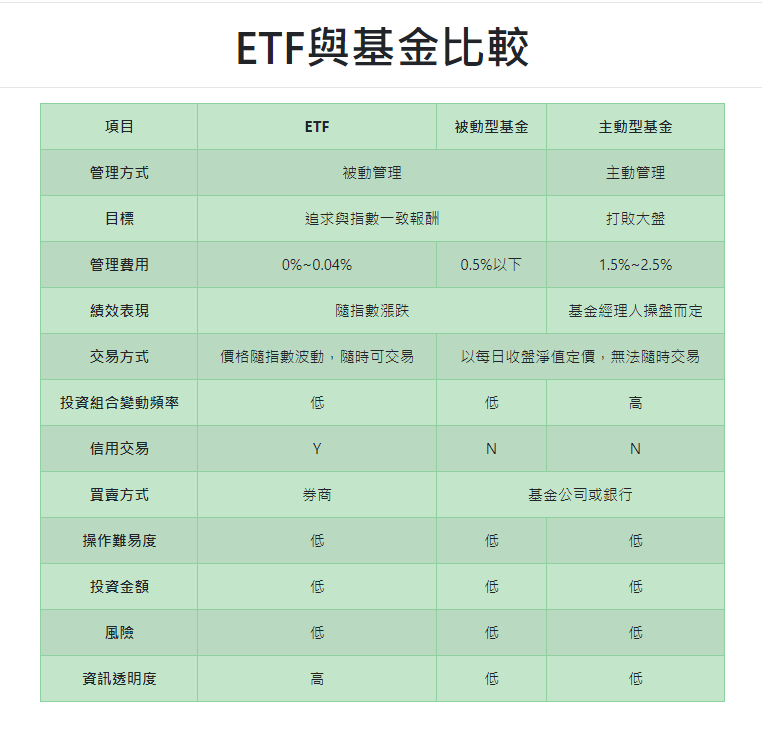 ETF與基金比較
項目 ETF 被動型基金 主動型基金
管理方式 被動管理 主動管理
目標 追求與指數一致報酬 打敗大盤
管理費用 0%~0.04% 0.5%以下 1.5%~2.5%
績效表現 隨指數漲跌 基金經理人操盤而定
交易方式 價格隨指數波動，隨時可交易 以每日收盤淨值定價，無法隨時交易
投資組合變動頻率 低 低 高
信用交易 Y N N
買賣方式 券商 基金公司或銀行
操作難易度 低 低 低
投資金額 低 低 低
風險 低 低 低
資訊透明度 高 低 低